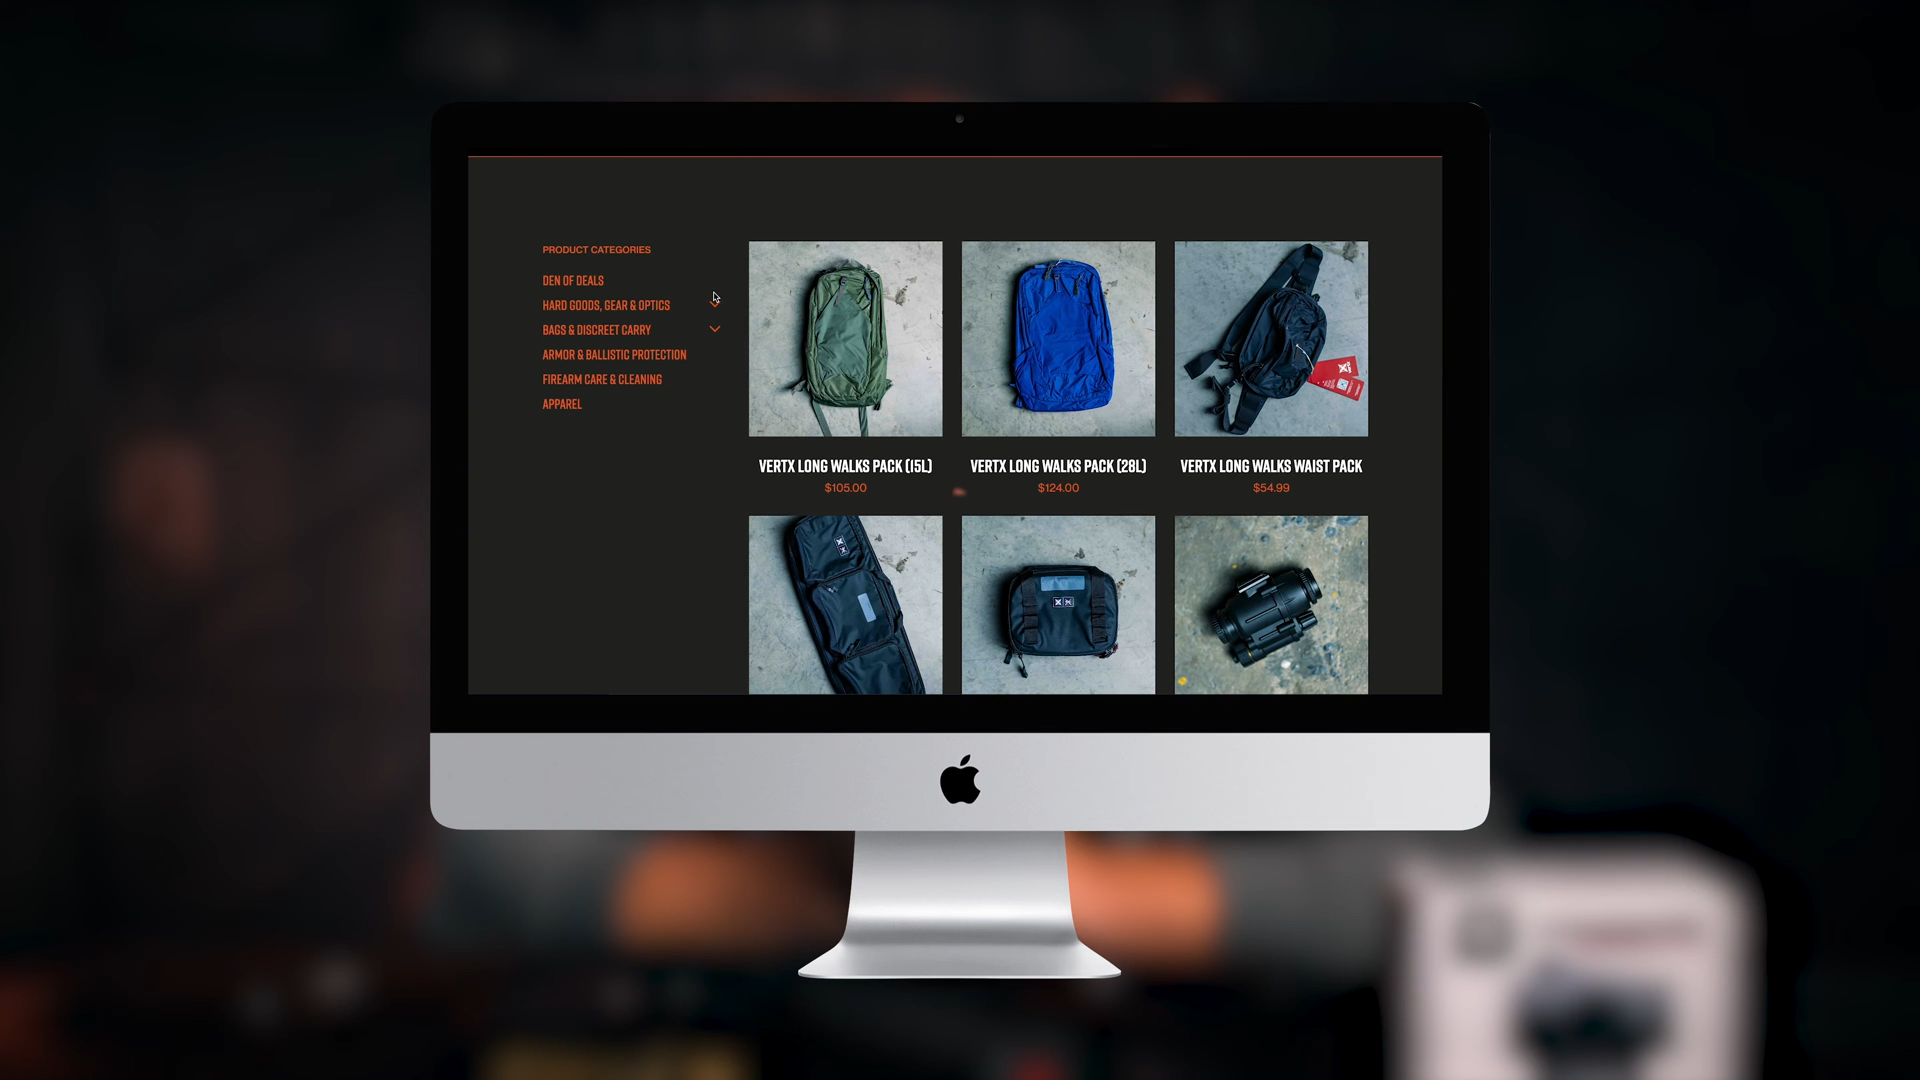 PRODUCT CATEGORIES
DEN OF DEALS
HARD GOODS, GEAR & OPTICS
BAGS & DISCREET CARRY
ARMOR & BALLISTIC PROTECTION
FIREARM CARE & CLEANING
APPAREL
VERTX LONG WALKS PACK (15L)
$105.00
VERTX LONG WALKS PACK (28L)
$124.00
VERTX LONG WALKS WAIST PACK
$54.99